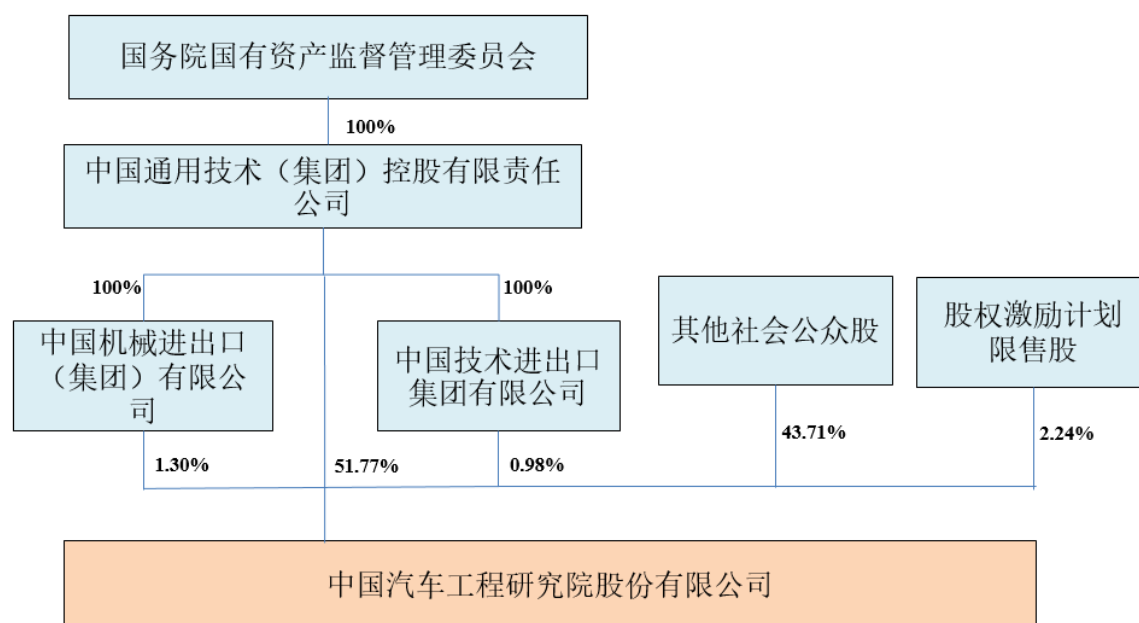 国务院国有资产监督管理委员会
100%
中国通用技术（集团）控股有限责任
公司
100%
100%
中国机械进出口
（集团）有限公
司
中国技术进出口
集团有限公司
其他社会公众股
股权激励计划
限售股
1.30%
51.77%
0.98%
43.71%
2.24%
中国汽车工程研究院股份有限公司